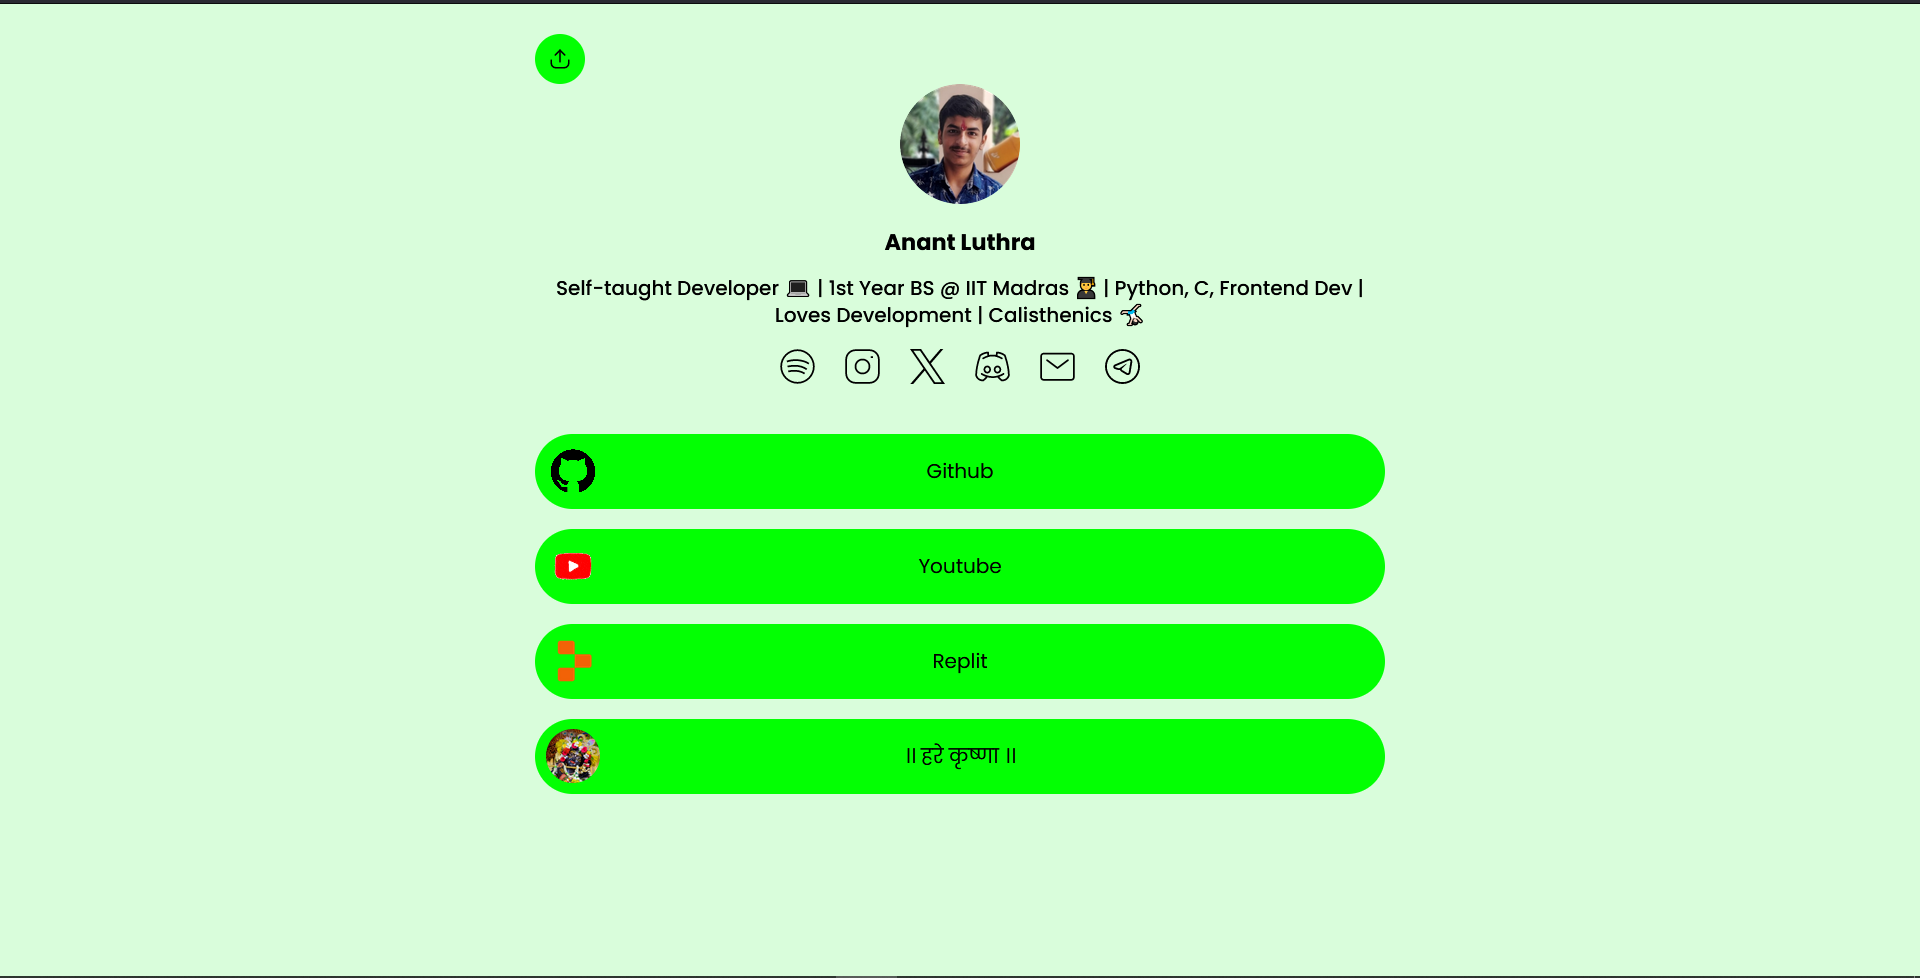 Anant Luthra
Self-taught Developer 💻 | 1st Year BS @ IIT Madras 👨‍🎓 | Python, C, Frontend Dev |
Loves Development | Calisthenics 🤸
Github
Youtube
Replit
॥ हरे कृष्णा ॥